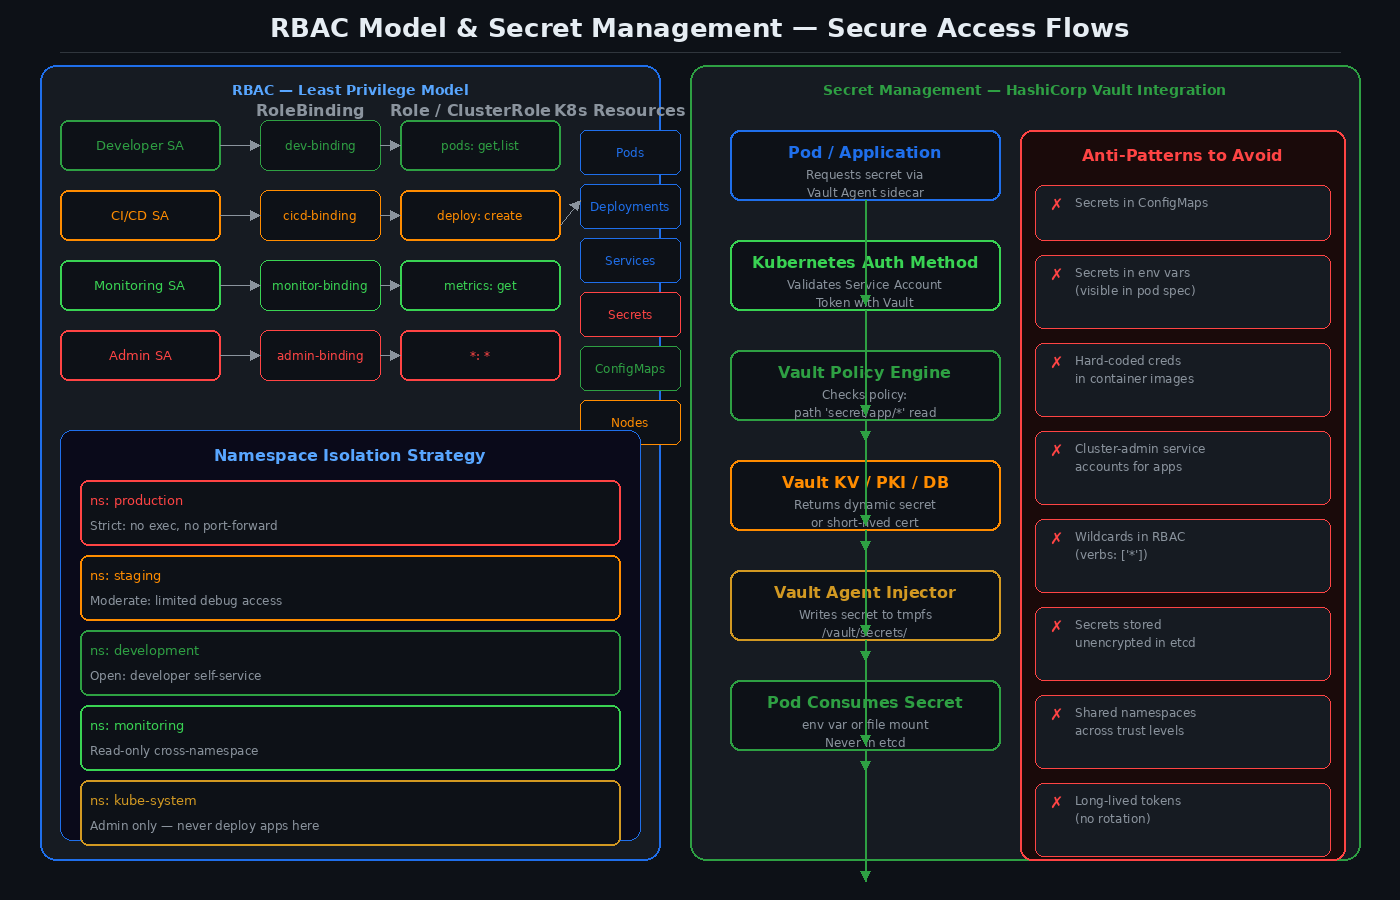 RBAC Model & Secret Management — Secure Access Flows
RBAC — Least Privilege Model
RoleBinding
Role / ClusterRole
K8s Resources
Developer SA
dev-binding
pods: get,list
CI/CD SA
cicd-binding
deploy: create
Monitoring SA
monitor-binding
metrics: get
Admin SA
admin-binding
*: *
Pods
Deployments
Services
Secrets
ConfigMaps
Nodes
Namespace Isolation Strategy
ns: production
Strict: no exec, no port-forward
ns: staging
Moderate: limited debug access
ns: development
Open: developer self-service
ns: monitoring
Read-only cross-namespace
ns: kube-system
Admin only — never deploy apps here
Secret Management — HashiCorp Vault Integration
Pod / Application
Requests secret via
Vault Agent sidecar
Kubernetes Auth Method
Validates Service Account
Token with Vault
Vault Policy Engine
Checks policy:
path 'secret/app/*' read
Vault KV / PKI / DB
Returns dynamic secret
or short-lived cert
Vault Agent Injector
Writes secret to tmpfs
/vault/secrets/
Pod Consumes Secret
env var or file mount
Never in etcd
Anti-Patterns to Avoid
✗ Secrets in ConfigMaps
✗ Secrets in env vars
(visible in pod spec)
✗ Hard-coded creds
in container images
✗ Cluster-admin service
accounts for apps
✗ Wildcards in RBAC
(verbs: ['*'])
✗ Secrets stored
unencrypted in etcd
✗ Shared namespaces
across trust levels
✗ Long-lived tokens
(no rotation)